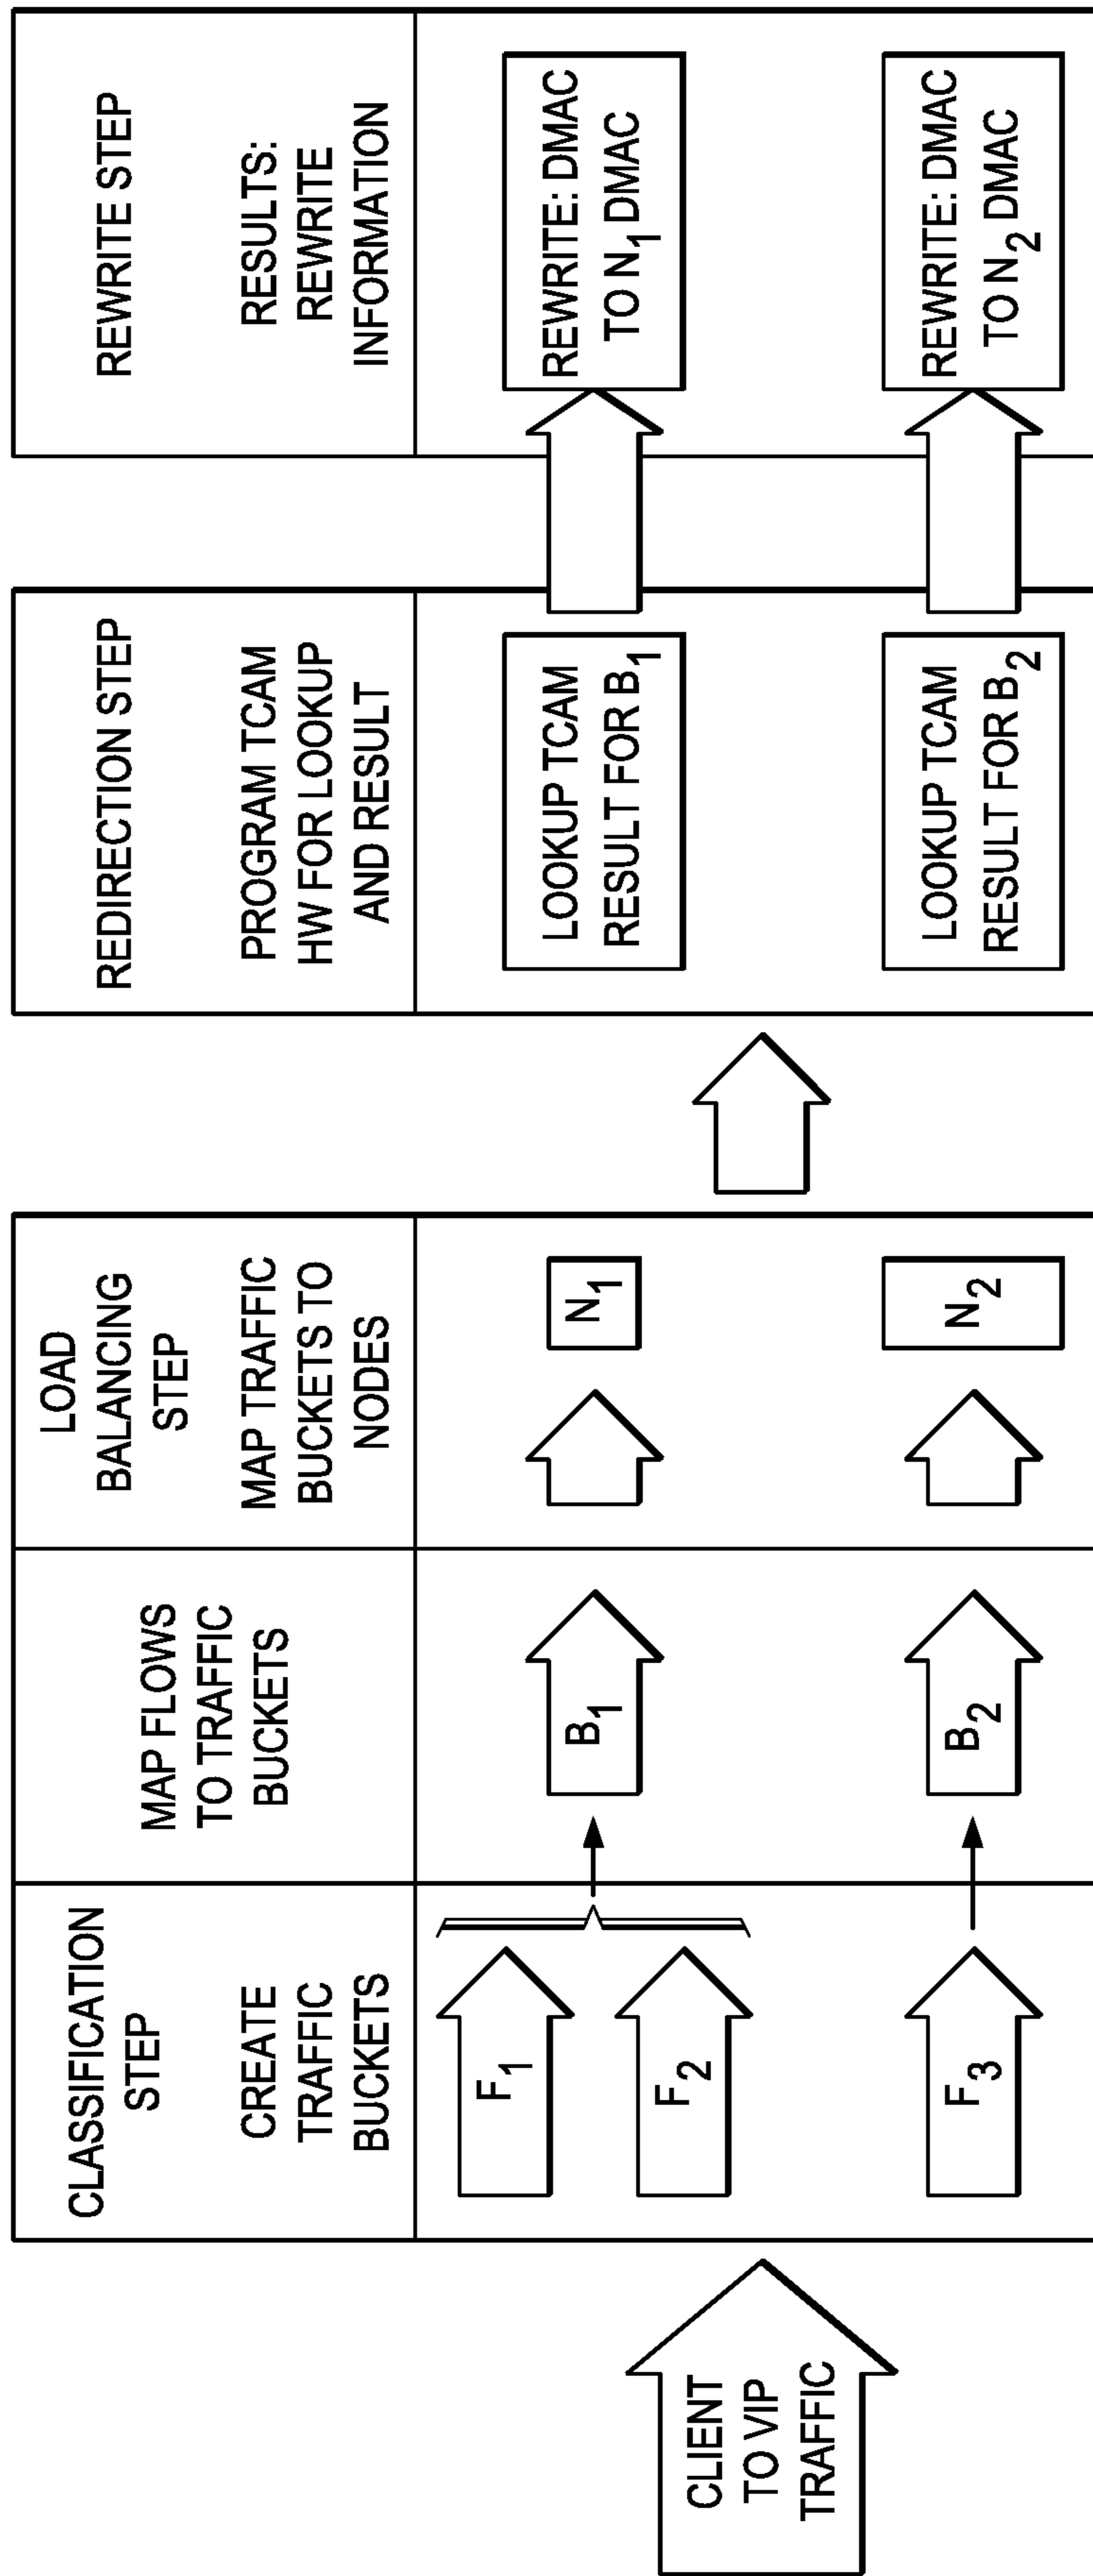 CLIENT
TO VIP
TRAFFIC
CLASSIFICATION
STEP
CREATE
TRAFFIC
BUCKETS
F1
F2
F3
MAP FLOWS
TO TRAFFIC
BUCKETS
B1
B2
LOAD
BALANCING
STEP
MAP TRAFFIC
BUCKETS TO
NODES
N1
N2
REDIRECTION STEP
PROGRAM TCAM
HW FOR LOOKUP
AND RESULT
LOOKUP TCAM
RESULT FOR B1
LOOKUP TCAM
RESULT FOR B2
REWRITE STEP
RESULTS:
REWRITE
INFORMATION
REWRITE: DMAC
TO N1 DMAC
REWRITE: DMAC
TO N2 DMAC